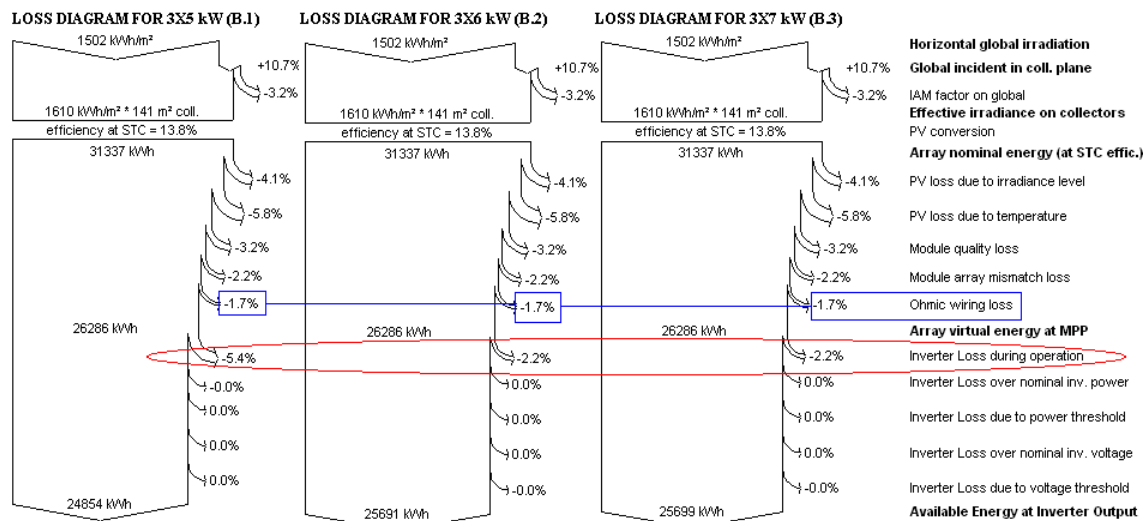 LOSS DIAGRAM FOR 3X5 kW (B.1) LOSS DIAGRAM FOR 3X6 kW (B.2) LOSS DIAGRAM FOR 3X7 kW (B.3)
1502 kWh/m² 1502 kWh/m² 1502 kWh/m² Horizontal global irradiation
+10.7% +10.7% +10.7% Global incident in coll. plane
-3.2% -3.2% -3.2% IAM factor on global
1610 kWh/m² * 141 m² coll. 1610 kWh/m² * 141 m² coll. 1610 kWh/m² * 141 m² coll. Effective irradiance on collectors
efficiency at STC = 13.8% efficiency at STC = 13.8% efficiency at STC = 13.8% PV conversion
31337 kWh 31337 kWh 31337 kWh Array nominal energy (at STC effic.)
-4.1% -4.1% -4.1% PV loss due to irradiance level
-5.8% -5.8% -5.8% PV loss due to temperature
-3.2% -3.2% -3.2% Module quality loss
-2.2% -2.2% -2.2% Module array mismatch loss
-1.7% -1.7% -1.7% Ohmic wiring loss
26286 kWh 26286 kWh 26286 kWh Array virtual energy at MPP
-5.4% -2.2% -2.2% Inverter Loss during operation
-0.0% 0.0% 0.0% Inverter Loss over nominal inv. power
0.0% 0.0% 0.0% Inverter Loss due to power threshold
0.0% 0.0% 0.0% Inverter Loss over nominal inv. voltage
0.0% -0.0% -0.0% Inverter Loss due to voltage threshold
24854 kWh 25691 kWh 25699 kWh Available Energy at Inverter Output